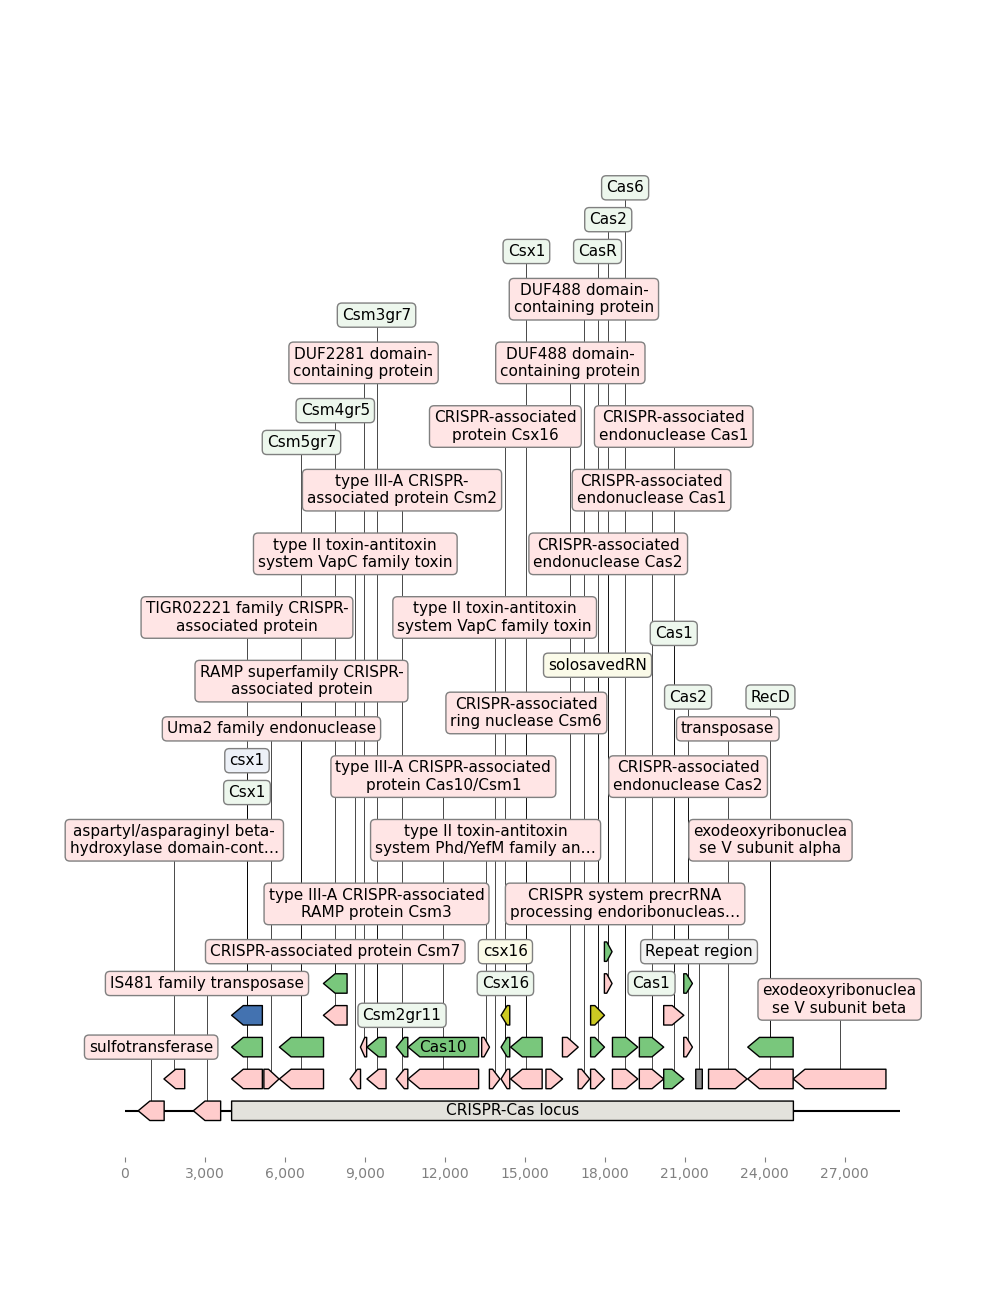 Cas6
Cas2
Csx1
CasR
DUF488 domain-
containing protein
Csm3gr7
DUF2281 domain-
containing protein
DUF488 domain-
containing protein
Csm4gr5
Csm5gr7
CRISPR-associated
protein Csx16
CRISPR-associated
endonuclease Cas1
type III-A CRISPR-
associated protein Csm2
CRISPR-associated
endonuclease Cas1
type II toxin-antitoxin
system VapC family toxin
CRISPR-associated
endonuclease Cas2
TIGR02221 family CRISPR-
associated protein
type II toxin-antitoxin
system VapC family toxin
Cas1
solosavedRN
RAMP superfamily CRISPR-
associated protein
Cas2
RecD
CRISPR-associated
ring nuclease Csm6
Uma2 family endonuclease
transposase
csx1
type III-A CRISPR-associated
protein Cas10/Csm1
CRISPR-associated
endonuclease Cas2
Csx1
aspartyl/asparaginyl beta-
hydroxylase domain-cont…
type II toxin-antitoxin
system Phd/YefM family an…
exodeoxyribonuclea
se V subunit alpha
type III-A CRISPR-associated
RAMP protein Csm3
CRISPR system precrRNA
processing endoribonucleas…
CRISPR-associated protein Csm7
csx16
Repeat region
IS481 family transposase
Csx16
Cas1
exodeoxyribonuclea
se V subunit beta
Csm2gr11
sulfotransferase
Cas10
CRISPR-Cas locus
0
3,000
6,000
9,000
12,000
15,000
18,000
21,000
24,000
27,000